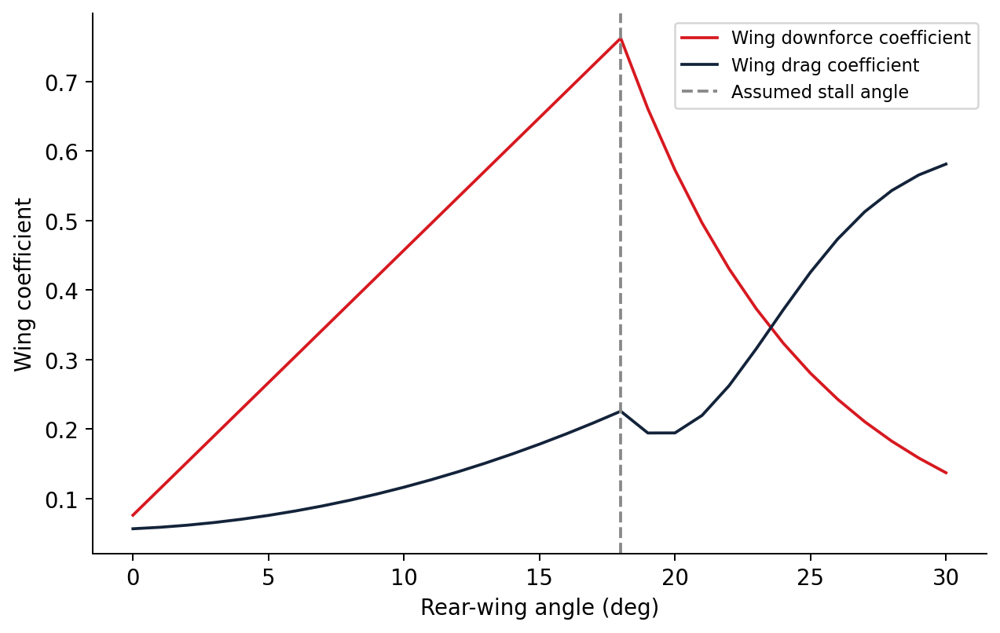 Wing downforce coefficient
Wing drag coefficient
Assumed stall angle
Wing coefficient
0.7
0.6
0.5
0.4
0.3
0.2
0.1
0 5 10 15 20 25 30
Rear-wing angle (deg)